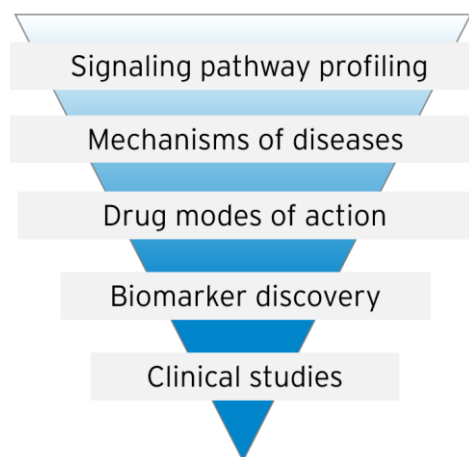 Signaling pathway profiling
Mechanisms of diseases
Drug modes of action
Biomarker discovery
Clinical studies